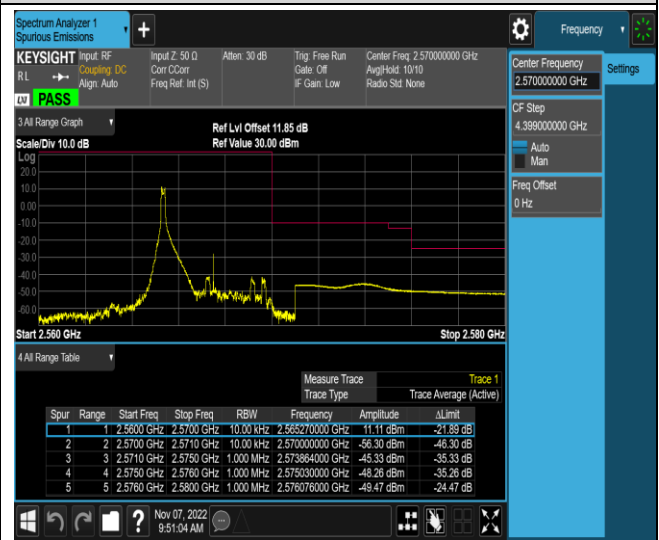 Spectrum Analyzer 1
Spurious Emissions
Frequency
KEYSIGHT
R L
Input: RF
Coupling: DC
Align: Auto
Input Z: 50 Ω
Corr CCorr
Freq Ref: Int (S)
Atten: 30 dB
Trig: Free Run
Gate: Off
IF Gain: Low
Center Freq: 2.570000000 GHz
Avg|Hold: 10/10
Radio Std: None
LXI PASS
3 All Range Graph
Scale/Div 10.0 dB
Ref Lvl Offset 11.85 dB
Ref Value 30.00 dBm
Log
20.0
10.0
0.00
-10.0
-20.0
-30.0
-40.0
-50.0
-60.0
Start 2.560 GHz
Stop 2.580 GHz
4 All Range Table
Measure Trace Trace 1
Trace Type Trace Average (Active)
Spur Range Start Freq Stop Freq RBW Frequency Amplitude ΔLimit
1 1 2.5600 GHz 2.5700 GHz 10.00 kHz 2.565270000 GHz 11.11 dBm -21.89 dB
2 2 2.5700 GHz 2.5710 GHz 10.00 kHz 2.570000000 GHz -56.30 dBm -46.30 dB
3 3 2.5710 GHz 2.5750 GHz 1.000 MHz 2.573864000 GHz -45.33 dBm -35.33 dB
4 4 2.5750 GHz 2.5760 GHz 1.000 MHz 2.575030000 GHz -48.26 dBm -35.26 dB
5 5 2.5760 GHz 2.5800 GHz 1.000 MHz 2.576076000 GHz -49.47 dBm -24.47 dB
Nov 07, 2022
9:51:04 AM
Center Frequency
2.570000000 GHz
Settings
CF Step
4.399000000 GHz
Auto
Man
Freq Offset
0 Hz